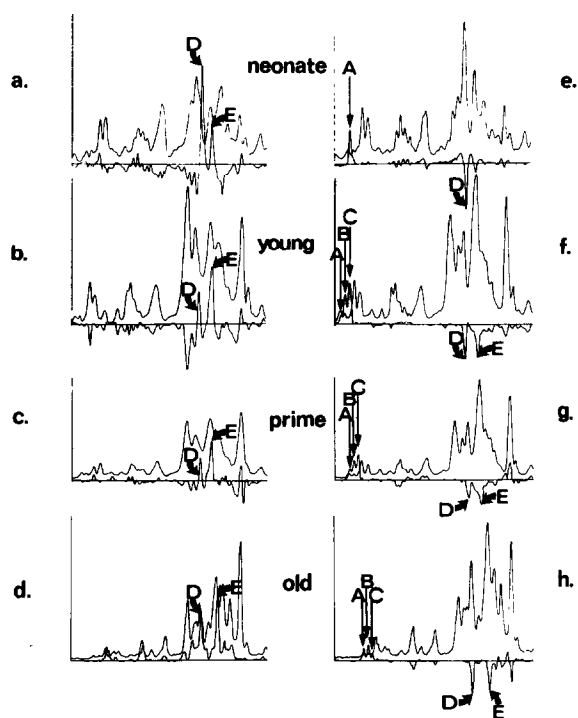 D
a. neonate A e.
E
D
C
B
b. A young f.
E
D
D E
C
B
c. A prime g.
E
D
D E
B
d. D E old A C h.
D E